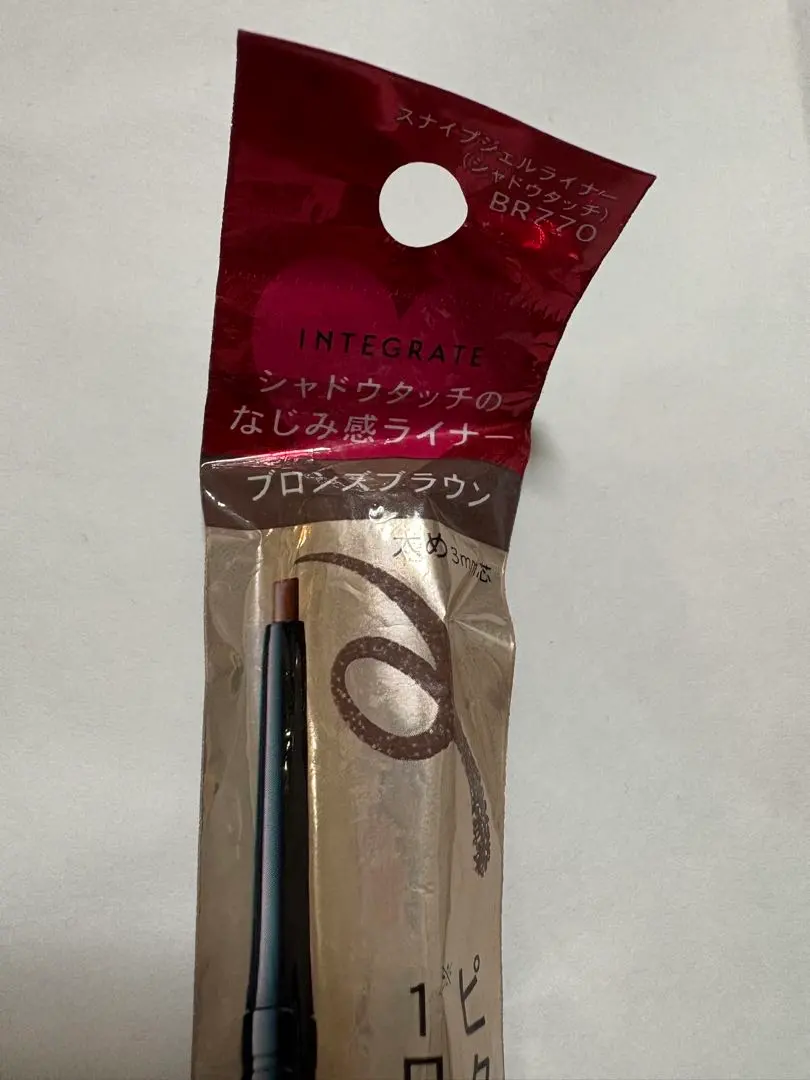 スナイプジェルライナー
(シャドウタッチ)
BR770
INTEGRATE
シャドウタッチの
なじみ感ライナー
ブロンズブラウン
太め3mm芯
ピ
1